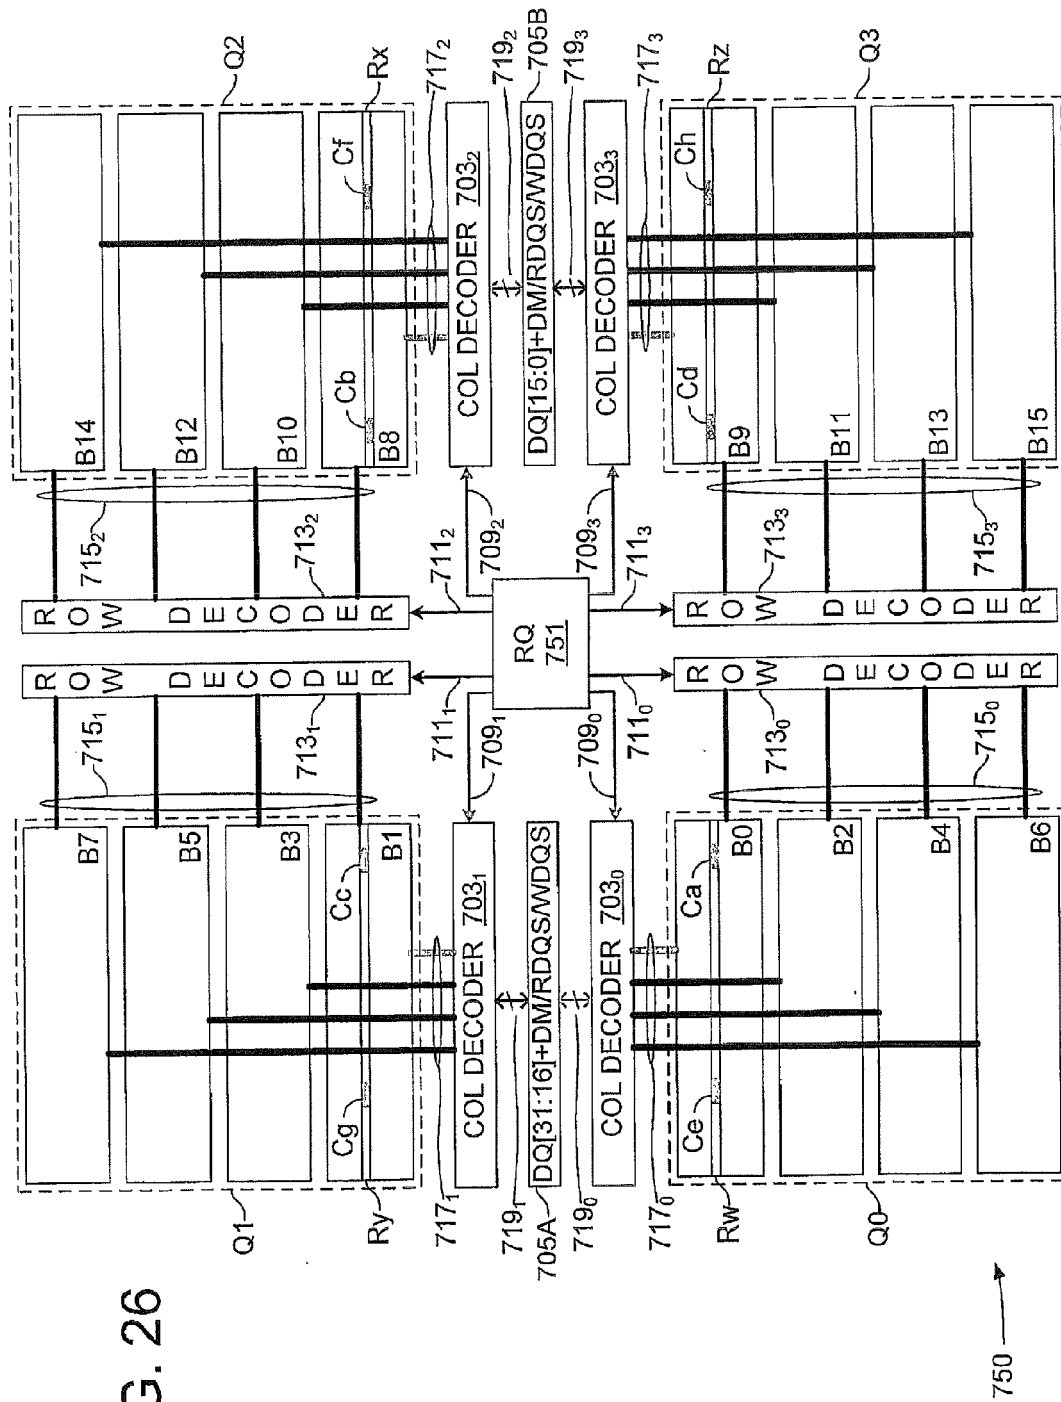 G. 26
750
Q1
Q2
B7
B5
B3
B1
Cg
Cc
Ry
B14
B12
B10
B8
Cb
Cf
Rx
715₁
715₂
ROW DECODER
ROW DECODER
713₁
713₂
717₁
717₂
COL DECODER 703₁
COL DECODER 703₂
711₁
711₂
709₁
709₂
719₁
719₂
705A
DQ[31:16]+DM/RDQS/WDQS
RQ
751
DQ[15:0]+DM/RDQS/WDQS
705B
719₀
719₃
709₀
709₃
711₀
711₃
COL DECODER 703₀
COL DECODER 703₃
717₀
717₃
ROW DECODER
ROW DECODER
713₀
713₃
715₀
715₃
Rw
Ce
Ca
B0
B2
B4
B6
Q0
Cd
Ch
Rz
B9
B11
B13
B15
Q3